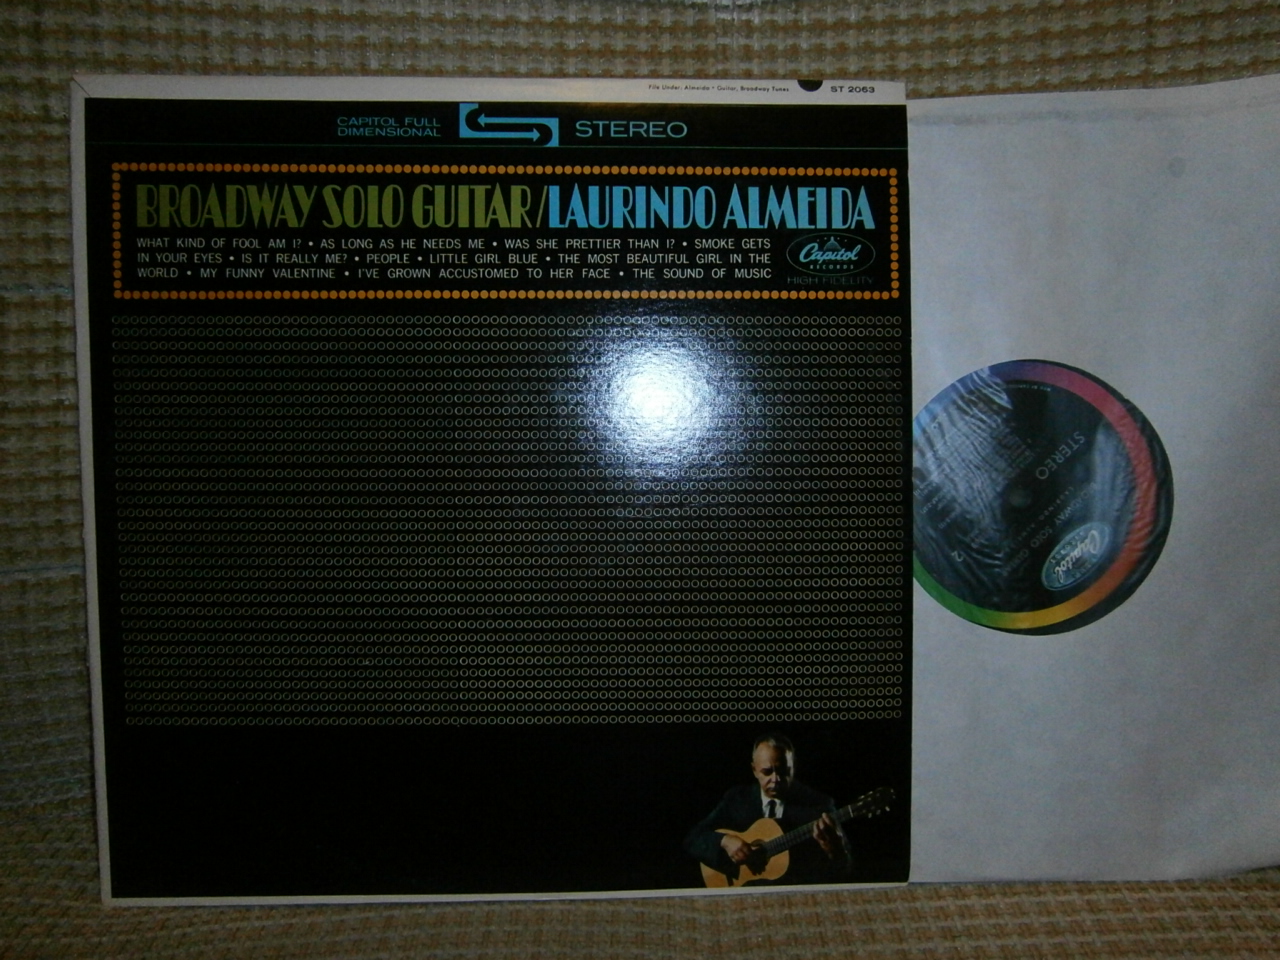 File Under: Almeida • Guitar, Broadway Tunes
ST 2063
CAPITOL FULL
DIMENSIONAL
STEREO
BROADWAY SOLO GUITAR/LAURINDO ALMEIDA
WHAT KIND OF FOOL AM I? • AS LONG AS HE NEEDS ME • WAS SHE PRETTIER THAN I? • SMOKE GETS
IN YOUR EYES • IS IT REALLY ME? • PEOPLE • LITTLE GIRL BLUE • THE MOST BEAUTIFUL GIRL IN THE
WORLD • MY FUNNY VALENTINE • I'VE GROWN ACCUSTOMED TO HER FACE • THE SOUND OF MUSIC
Capitol
RECORDS
HIGH FIDELITY
STEREO
2
Capitol